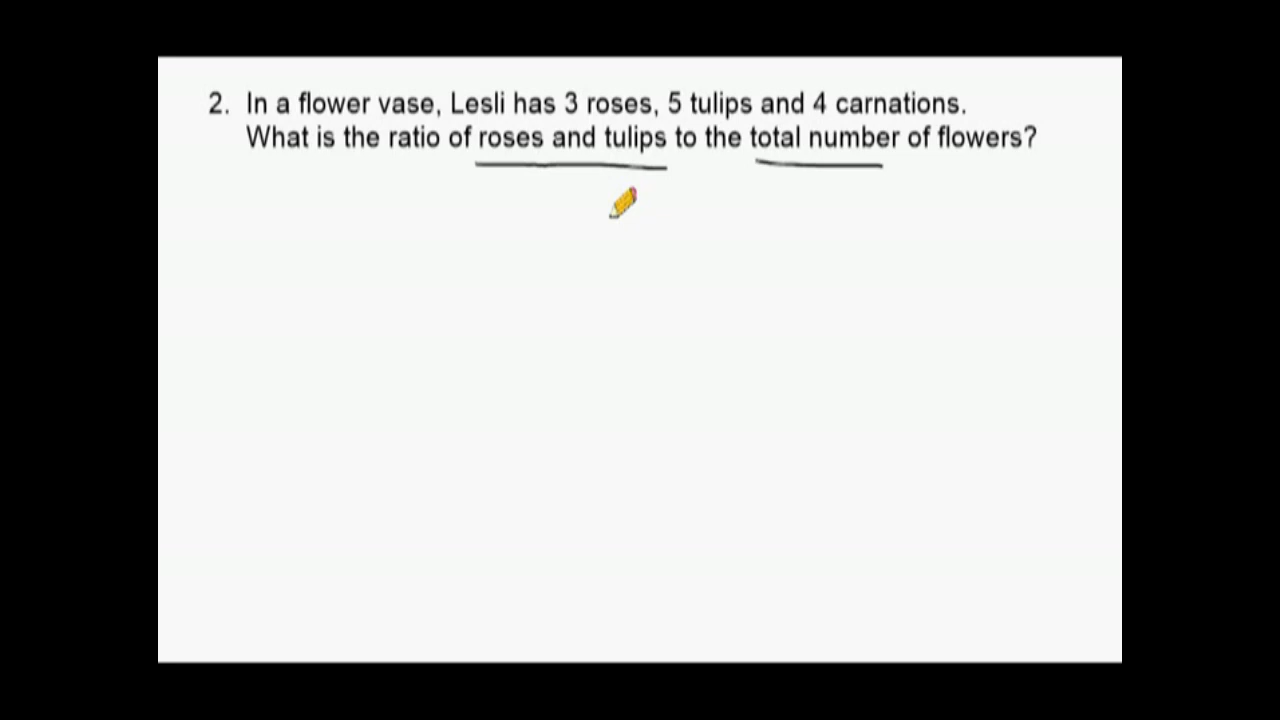 2. In a flower vase, Lesli has 3 roses, 5 tulips and 4 carnations.
What is the ratio of roses and tulips to the total number of flowers?